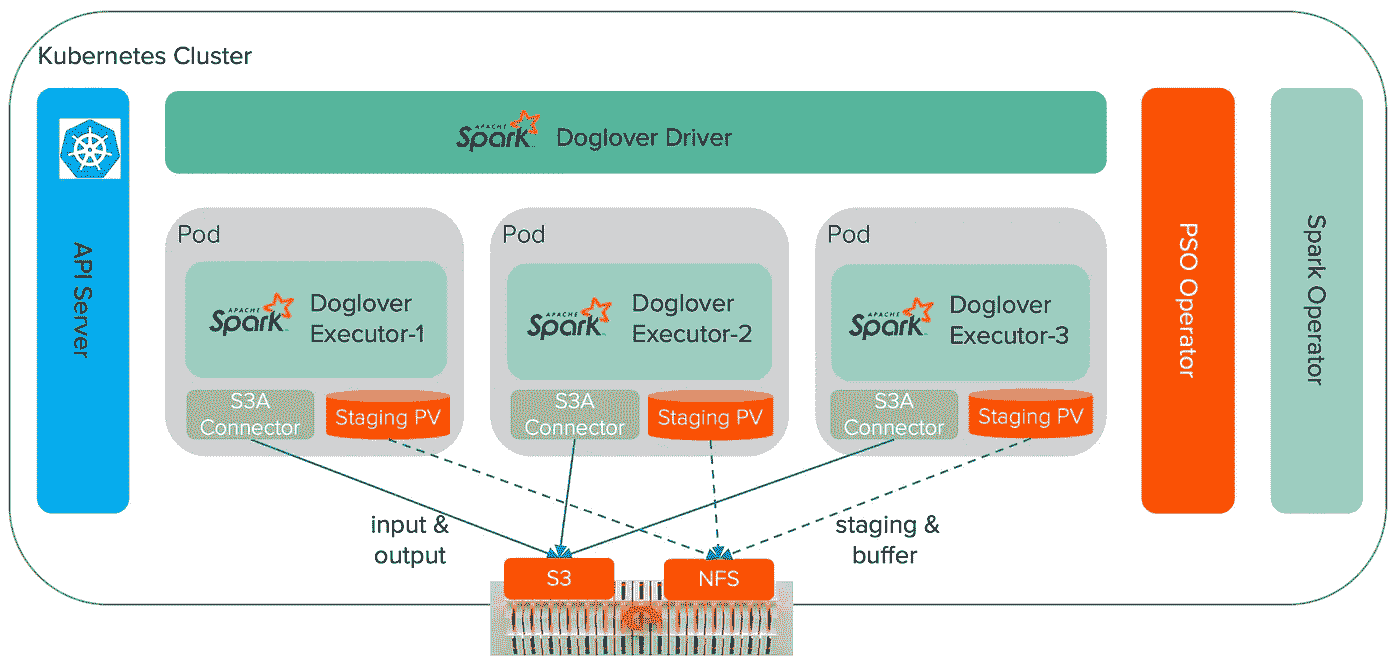 Kubernetes Cluster
API Server
APACHE
Spark
Doglover Driver
PSO Operator
Spark Operator
Pod
APACHE
Spark
Doglover
Executor-1
S3A
Connector
Staging PV
Pod
APACHE
Spark
Doglover
Executor-2
S3A
Connector
Staging PV
Pod
APACHE
Spark
Doglover
Executor-3
S3A
Connector
Staging PV
input &
output
staging &
buffer
S3
NFS